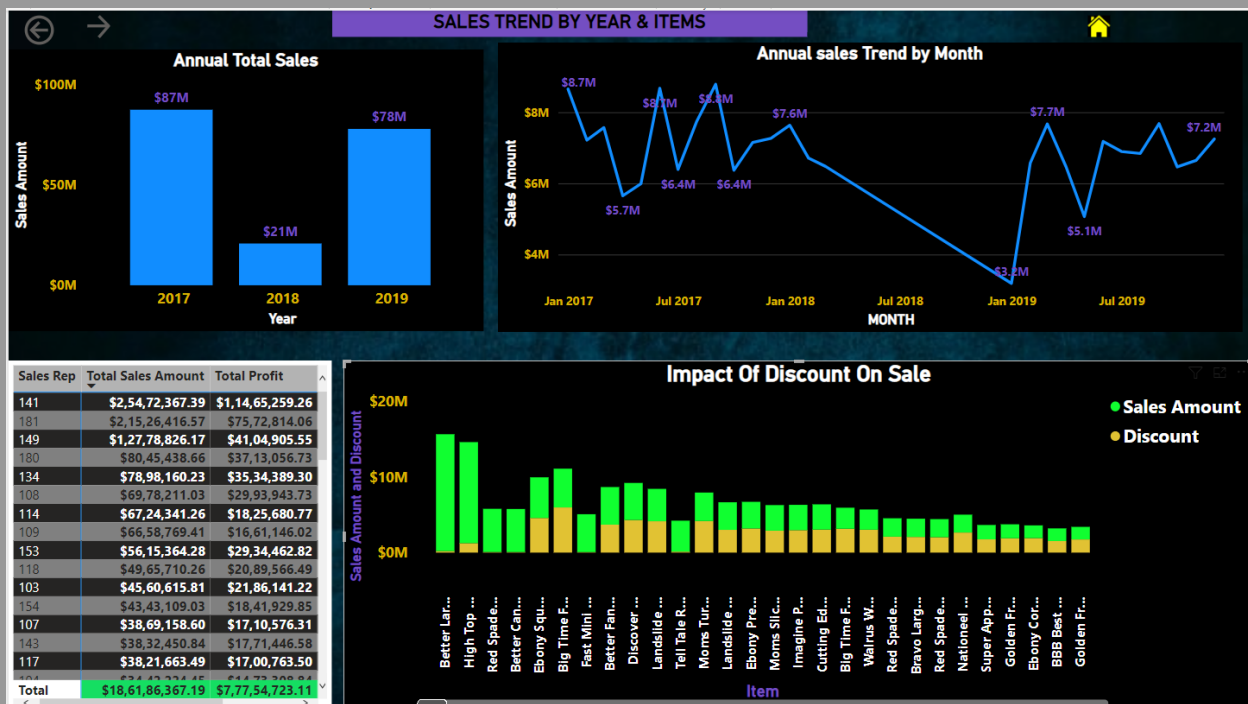 SALES TREND BY YEAR & ITEMS
Annual Total Sales
Sales Amount
$100M
$50M
$0M
$87M
$21M
$78M
2017 2018 2019
Year
Annual sales Trend by Month
Sales Amount
$8M
$6M
$4M
$8.7M
$5.7M
$8.7M
$6.4M
$8.8M
$6.4M
$7.6M
$3.2M
$7.7M
$5.1M
$7.2M
Jan 2017 Jul 2017 Jan 2018 Jul 2018 Jan 2019 Jul 2019
MONTH
Sales Rep Total Sales Amount Total Profit
141 $2,54,72,367.39 $1,14,65,259.26
181 $2,15,26,416.57 $75,72,814.06
149 $1,27,78,826.17 $41,04,905.55
180 $80,45,438.66 $37,13,056.73
134 $78,98,160.23 $35,34,389.30
108 $69,78,211.03 $29,93,943.73
114 $67,24,341.26 $18,25,680.77
109 $66,58,769.41 $16,61,146.02
153 $56,15,364.28 $29,34,462.82
118 $49,65,710.26 $20,89,566.49
103 $45,60,615.81 $21,86,141.22
154 $43,43,109.03 $18,41,929.85
107 $38,69,158.60 $17,10,576.31
143 $38,32,450.84 $17,71,446.58
117 $38,21,663.49 $17,00,763.50
Total $18,61,86,367.19 $7,77,54,723.11
Impact Of Discount On Sale
Sales Amount and Discount
$20M
$10M
$0M
Sales Amount
Discount
Better Lar...
High Top ...
Red Spade...
Better Can...
Ebony Squ...
Big Time F...
Fast Mini ...
Better Fan...
Discover ...
Landslide ...
Tell Tale R...
Moms Tur...
Landslide ...
Ebony Pre...
Moms Slic...
Imagine P...
Cutting Ed...
Big Time F...
Walrus W...
Red Spade...
Bravo Larg...
Red Spade...
Nationeel ...
Super App...
Golden Fr...
Ebony Cor...
BBB Best ...
Golden Fr...
Item